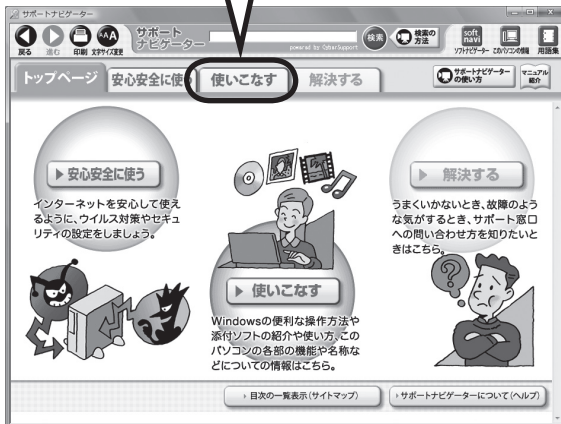 サポートナビゲーター
戻る
進む
印刷
文字サイズ変更
サポート
ナビゲーター
powered by CyberSupport
検索
検索の
方法
soft
navi
ソフトナビゲーター
このパソコンの情報
用語集
トップページ
安心安全に使う
使いこなす
解決する
サポートナビゲーター
の使い方
マニュアル
紹介
安心安全に使う
インターネットを安心して使え
るように、ウイルス対策やセキュ
リティの設定をしましょう。
使いこなす
Windowsの便利な操作方法や
添付ソフトの紹介や使い方、この
パソコンの各部の機能や名称な
どについての情報はこちら。
解決する
うまくいかないとき、故障のよう
な気がするとき、サポート窓口
への問い合わせ方を知りたいと
きはこちら。
目次の一覧表示(サイトマップ)
サポートナビゲーターについて(ヘルプ)